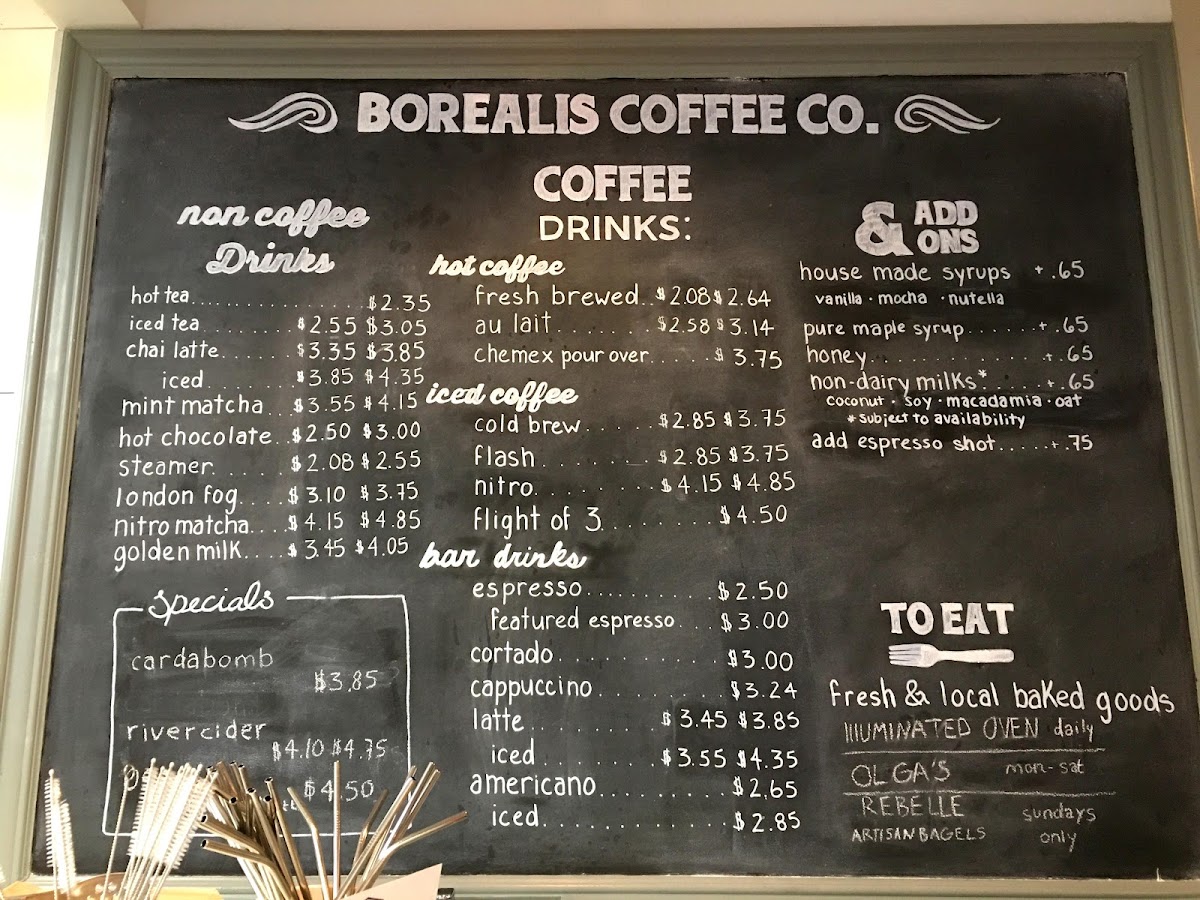 BOREALIS COFFEE CO.
non coffee
Drinks
hot tea.................$2.35
iced tea........$2.55 $3.05
chai latte.......$3.35 $3.85
iced........$3.85 $4.35
mint matcha..$3.55 $4.15
hot chocolate..$2.50 $3.00
steamer.......$2.08 $2.55
london fog....$3.10 $3.75
nitro matcha...$4.15 $4.85
golden milk....$3.45 $4.05
specials
cardabomb
$3.85
rivercider
$4.10 $4.75
$4.50
COFFEE
DRINKS:
hot coffee
fresh brewed..$2.08 $2.64
au lait........$2.58 $3.14
chemex pour over.....$3.75
iced coffee
cold brew......$2.85 $3.75
flash.........$2.85 $3.75
nitro.........$4.15 $4.85
flight of 3........$4.50
bar drinks
espresso...........$2.50
featured espresso...$3.00
cortado...........$3.00
cappuccino.........$3.24
latte..........$3.45 $3.85
iced.........$3.55 $4.35
americano.........$2.65
iced.............$2.85
& ADD
ONS
house made syrups +.65
vanilla · mocha · nutella
pure maple syrup......+.65
honey.............+.65
non-dairy milks*.....+.65
coconut · soy · macadamia · oat
*subject to availability
add espresso shot....+.75
TO EAT
fresh & local baked goods
ILLUMINATED OVEN daily
OLGA'S mon-sat
REBELLE sundays
ARTISAN BAGELS only